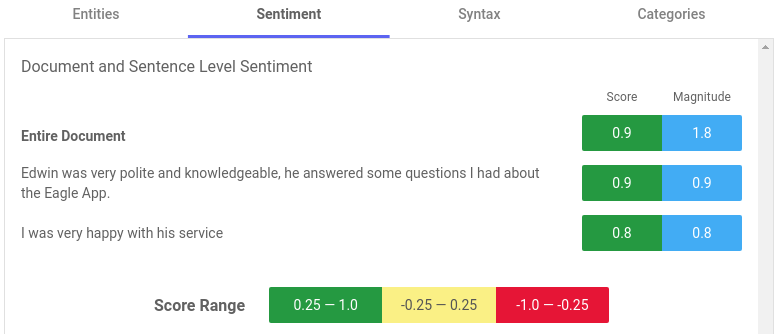 Entities Sentiment Syntax Categories
Document and Sentence Level Sentiment
Score Magnitude
Entire Document 0.9 1.8
Edwin was very polite and knowledgeable, he answered some questions I had about
the Eagle App. 0.9 0.9
I was very happy with his service 0.8 0.8
Score Range 0.25 — 1.0 -0.25 — 0.25 -1.0 — -0.25